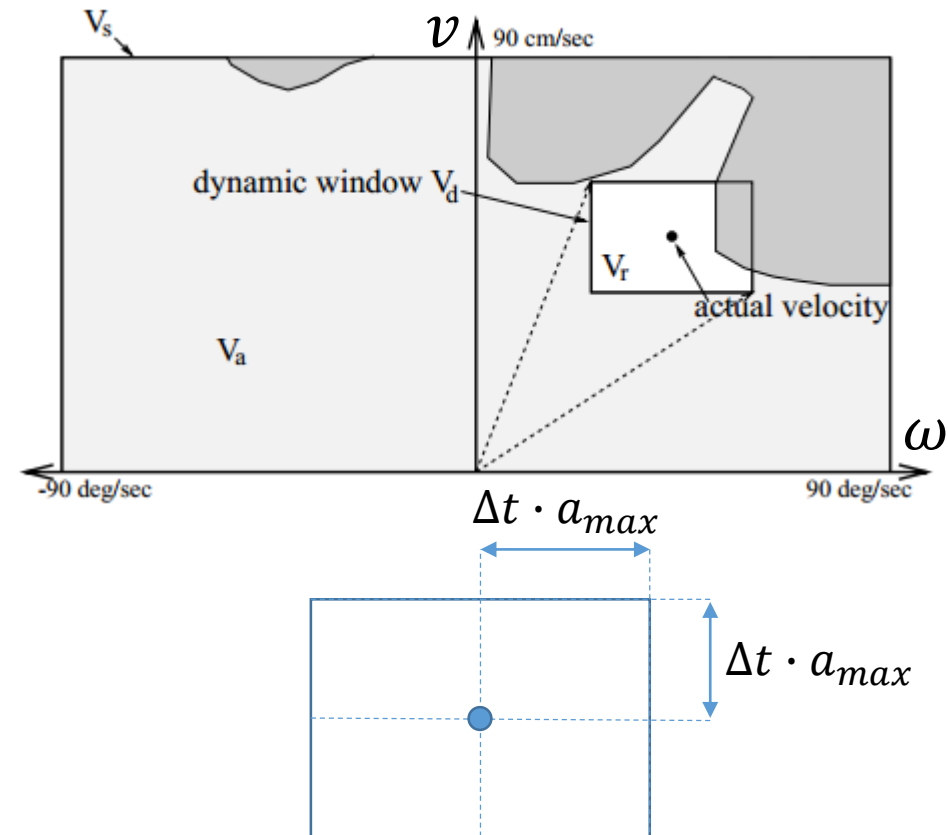 Vs
v 90 cm/sec
dynamic window Vd
Vr
actual velocity
Va
ω
-90 deg/sec
90 deg/sec
Δt · amax
Δt · amax